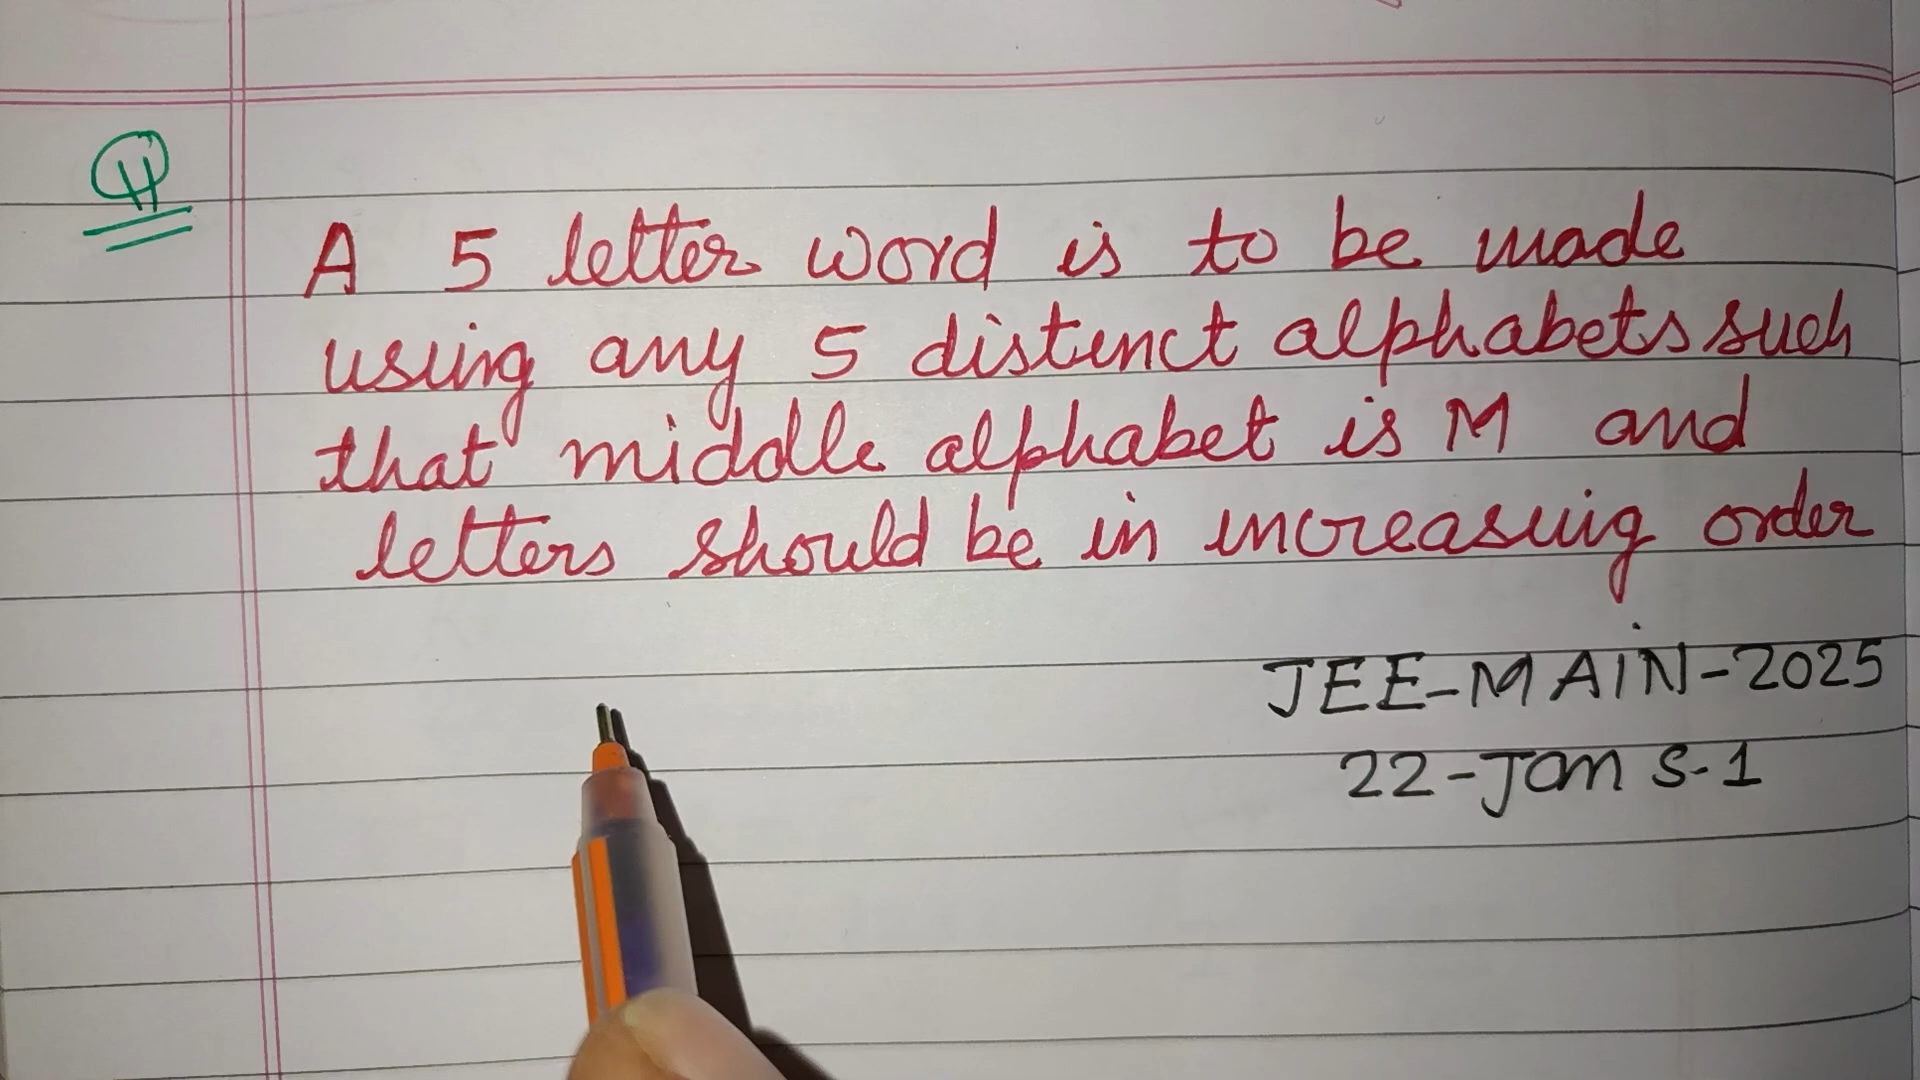 Q
A 5 letter word is to be made
using any 5 distinct alphabets such
that middle alphabet is M and
letters should be in increasing order
JEE-MAIN-2025
22-Jan S-1